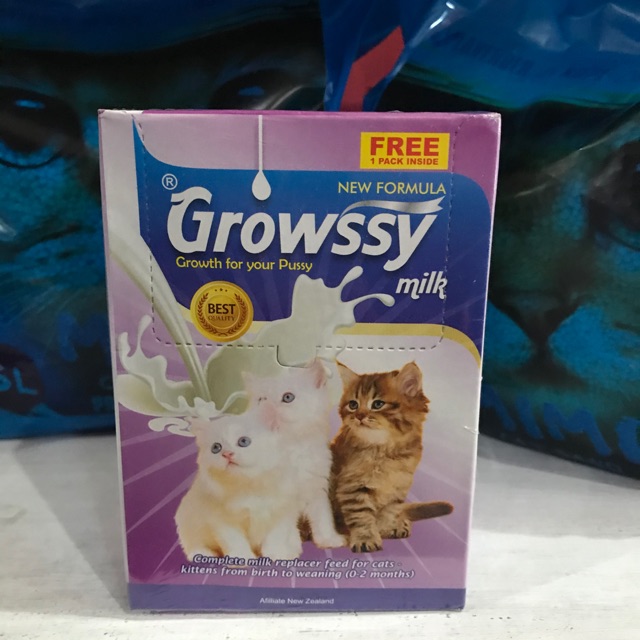 FREE
1 PACK INSIDE
®
NEW FORMULA
Growssy
Growth for your Pussy
milk
BEST
QUALITY
Complete milk replacer feed for cats -
kittens from birth to weaning (0-2 months)
Afiliate New Zealand